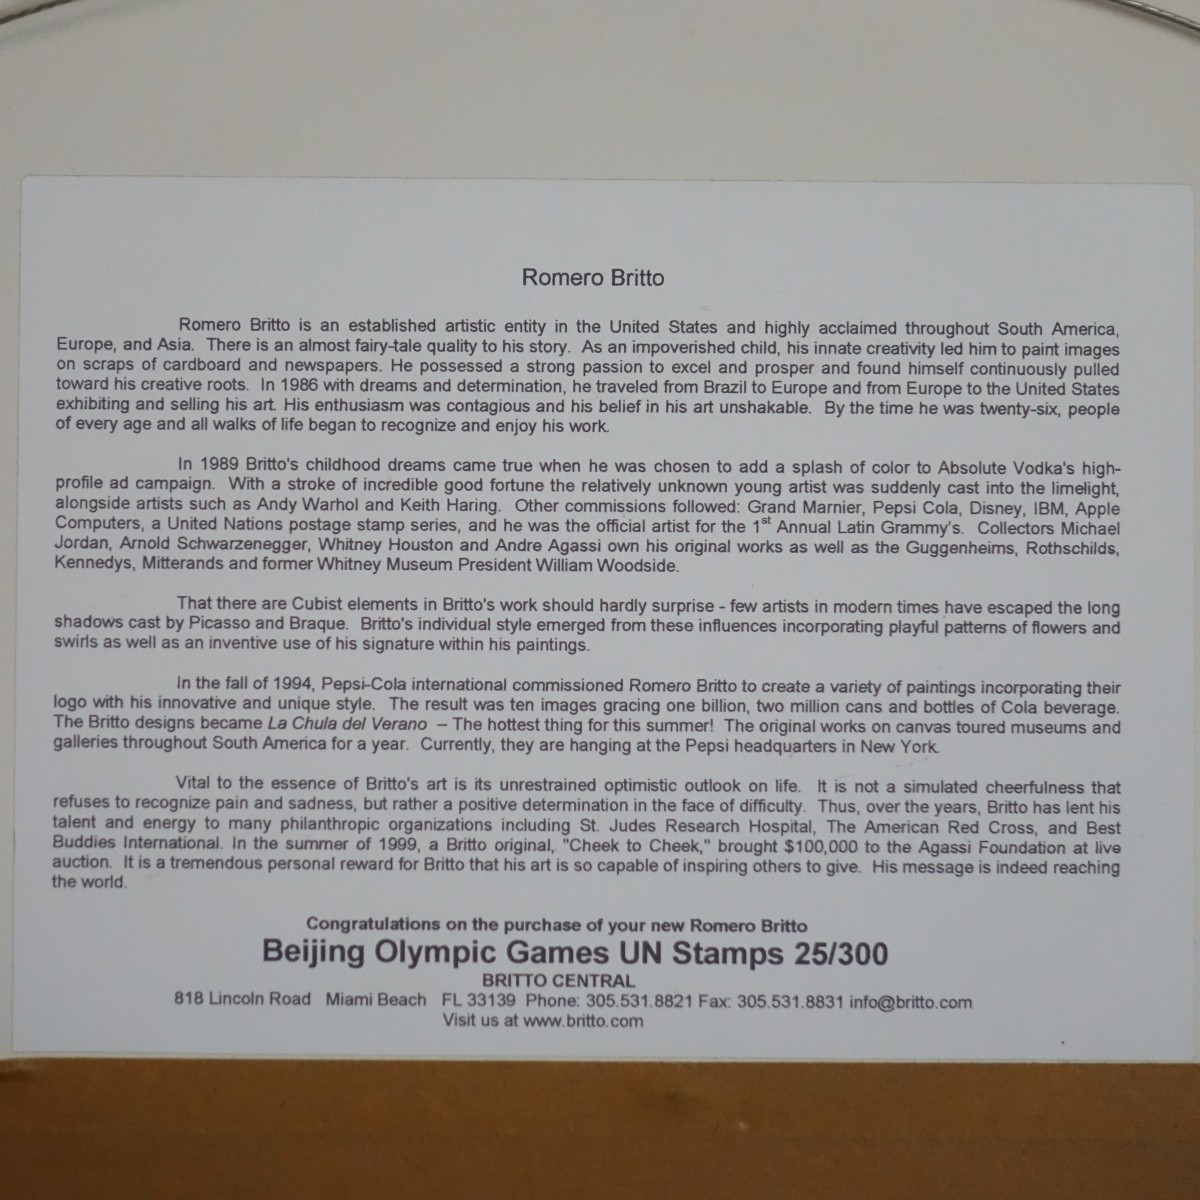 Romero Britto
Romero Britto is an established artistic entity in the United States and highly acclaimed throughout South America,
Europe, and Asia. There is an almost fairy-tale quality to his story. As an impoverished child, his innate creativity led him to paint images
on scraps of cardboard and newspapers. He possessed a strong passion to excel and prosper and found himself continuously pulled
toward his creative roots. In 1986 with dreams and determination, he traveled from Brazil to Europe and from Europe to the United States
exhibiting and selling his art. His enthusiasm was contagious and his belief in his art unshakable. By the time he was twenty-six, people
of every age and all walks of life began to recognize and enjoy his work.
In 1989 Britto's childhood dreams came true when he was chosen to add a splash of color to Absolute Vodka's high-
profile ad campaign. With a stroke of incredible good fortune the relatively unknown young artist was suddenly cast into the limelight,
alongside artists such as Andy Warhol and Keith Haring. Other commissions followed: Grand Marnier, Pepsi Cola, Disney, IBM, Apple
Computers, a United Nations postage stamp series, and he was the official artist for the 1st Annual Latin Grammy's. Collectors Michael
Jordan, Arnold Schwarzenegger, Whitney Houston and Andre Agassi own his original works as well as the Guggenheims, Rothschilds,
Kennedys, Mitterands and former Whitney Museum President William Woodside.
That there are Cubist elements in Britto's work should hardly surprise - few artists in modern times have escaped the long
shadows cast by Picasso and Braque. Britto's individual style emerged from these influences incorporating playful patterns of flowers and
swirls as well as an inventive use of his signature within his paintings.
In the fall of 1994, Pepsi-Cola international commissioned Romero Britto to create a variety of paintings incorporating their
logo with his innovative and unique style. The result was ten images gracing one billion, two million cans and bottles of Cola beverage.
The Britto designs became La Chula del Verano – The hottest thing for this summer! The original works on canvas toured museums and
galleries throughout South America for a year. Currently, they are hanging at the Pepsi headquarters in New York.
Vital to the essence of Britto's art is its unrestrained optimistic outlook on life. It is not a simulated cheerfulness that
refuses to recognize pain and sadness, but rather a positive determination in the face of difficulty. Thus, over the years, Britto has lent his
talent and energy to many philanthropic organizations including St. Judes Research Hospital, The American Red Cross, and Best
Buddies International. In the summer of 1999, a Britto original, "Cheek to Cheek," brought $100,000 to the Agassi Foundation at live
auction. It is a tremendous personal reward for Britto that his art is so capable of inspiring others to give. His message is indeed reaching
the world.
Congratulations on the purchase of your new Romero Britto
Beijing Olympic Games UN Stamps 25/300
BRITTO CENTRAL
818 Lincoln Road Miami Beach FL 33139 Phone: 305.531.8821 Fax: 305.531.8831 info@britto.com
Visit us at www.britto.com